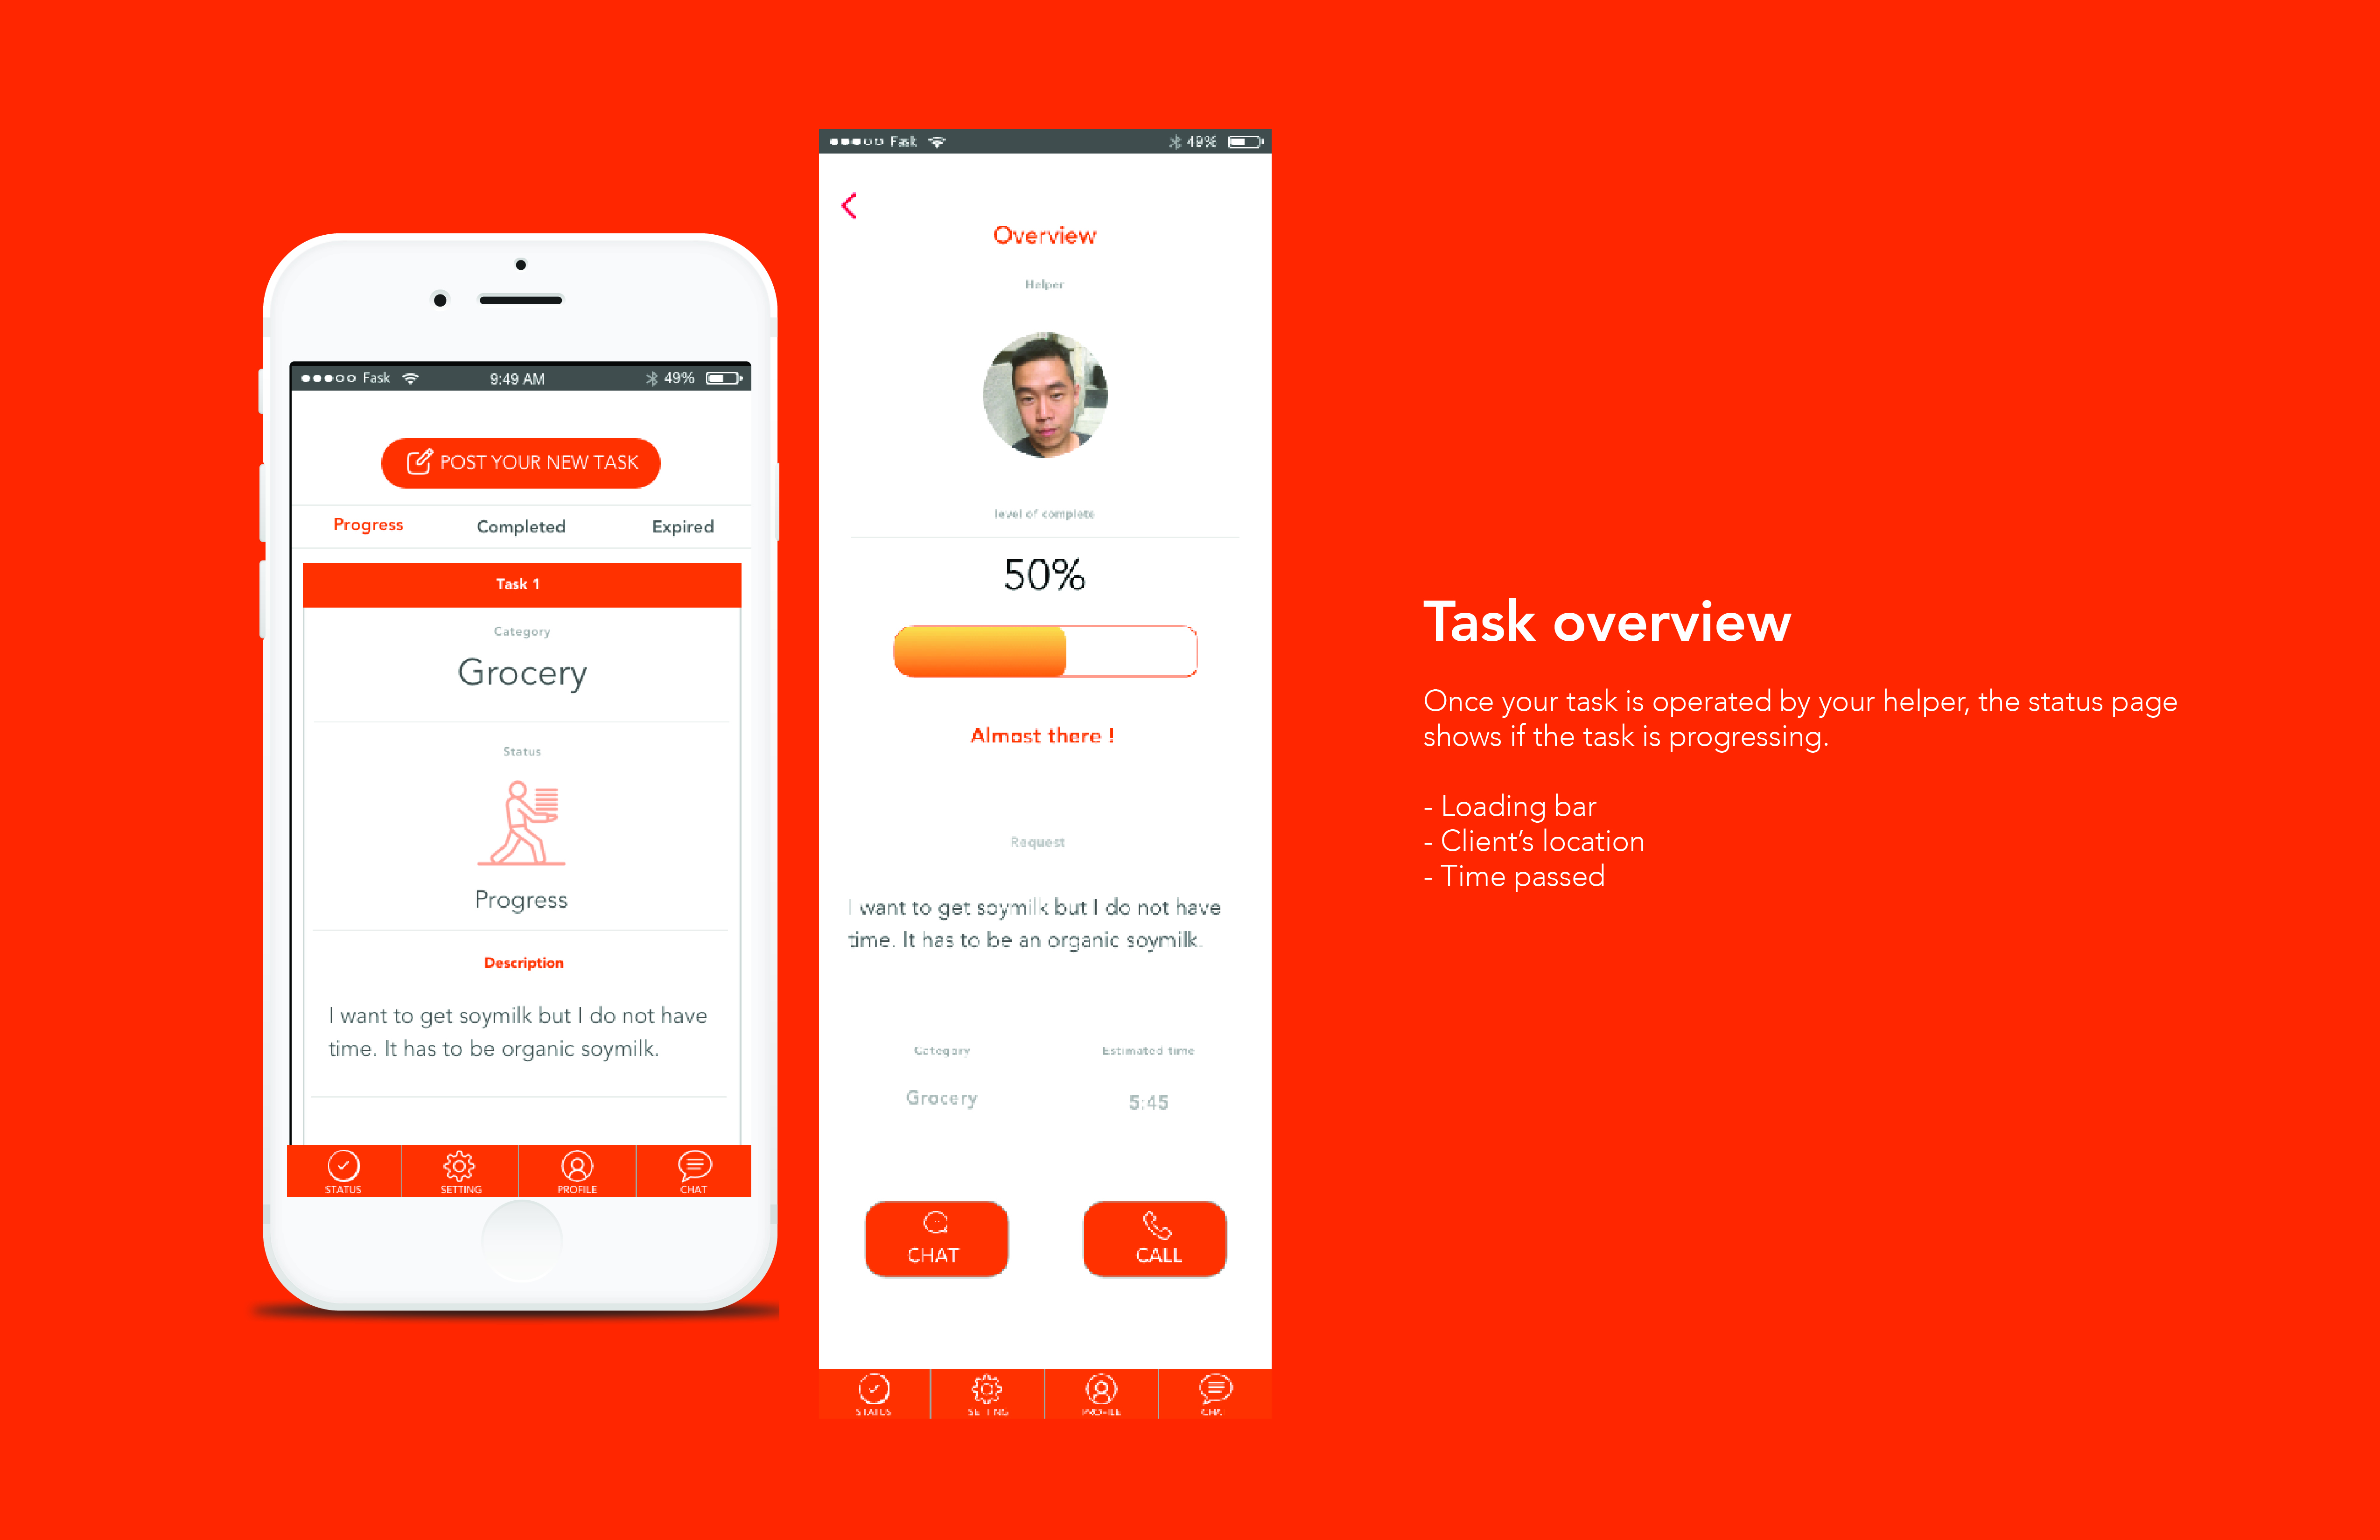 Fask 9:49 AM 49%
POST YOUR NEW TASK
Progress Completed Expired
Task 1
Category
Grocery
Status
Progress
Description
I want to get soymilk but I do not have
time. It has to be organic soymilk.
STATUS SETTING PROFILE CHAT
Fask 49%
Overview
Helper
level of complete
50%
Almost there !
Request
I want to get soymilk but I do not have
time. It has to be an organic soymilk.
Category Estimated time
Grocery 5:45
CHAT CALL
STATUS SETTING PROFILE CHAT
Task overview
Once your task is operated by your helper, the status page
shows if the task is progressing.
- Loading bar
- Client’s location
- Time passed